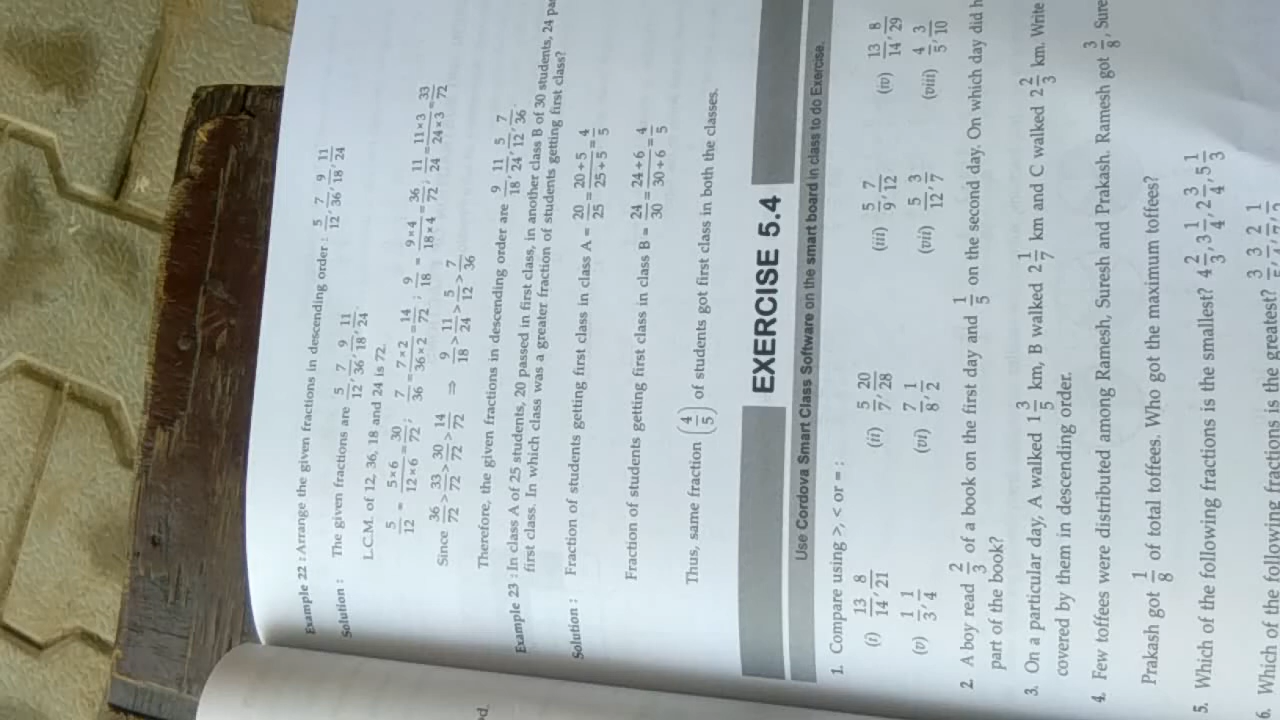 Example 22 : Arrange the given fractions in descending order : 5/12, 7/36, 9/18, 11/24
Solution : The given fractions are 5/12, 7/36, 9/18, 11/24.
L.C.M. of 12, 36, 18 and 24 is 72.
5/12 = 5×6/12×6 = 30/72 ; 7/36 = 7×2/36×2 = 14/72 ; 9/18 = 9×4/18×4 = 36/72 ; 11/24 = 11×3/24×3 = 33/72
Since 36/72 > 33/72 > 30/72 > 14/72 ⇒ 9/18 > 11/24 > 5/12 > 7/36
Therefore, the given fractions in descending order are 9/18, 11/24, 5/12, 7/36.
Example 23 : In class A of 25 students, 20 passed in first class, in another class B of 30 students, 24 pa
first class. In which class was a greater fraction of students getting first class?
Solution : Fraction of students getting first class in class A = 20/25 = 20÷5/25÷5 = 4/5
Fraction of students getting first class in class B = 24/30 = 24÷6/30÷6 = 4/5
Thus, same fraction (4/5) of students got first class in both the classes.
EXERCISE 5.4
Use Cordova Smart Class Software on the smart board in class to do Exercise.
1. Compare using >, < or = :
(i) 13/14, 8/21 (ii) 5/7, 20/28 (iii) 5/9, 7/12 (iv) 13/14, 8/29
(v) 1/3, 1/4 (vi) 7/8, 1/2 (vii) 5/12, 3/7 (viii) 4/5, 3/10
2. A boy read 2/3 of a book on the first day and 1/5 on the second day. On which day did h
part of the book?
3. On a particular day, A walked 1 3/5 km, B walked 2 1/7 km and C walked 2 2/3 km. Write
covered by them in descending order.
4. Few toffees were distributed among Ramesh, Suresh and Prakash. Ramesh got 3/8, Sure
Prakash got 1/8 of total toffees. Who got the maximum toffees?
5. Which of the following fractions is the smallest? 4 2/3, 3 1/4, 2 3/4, 5 1/3
6. Which of the following fractions is the greatest?
ed.